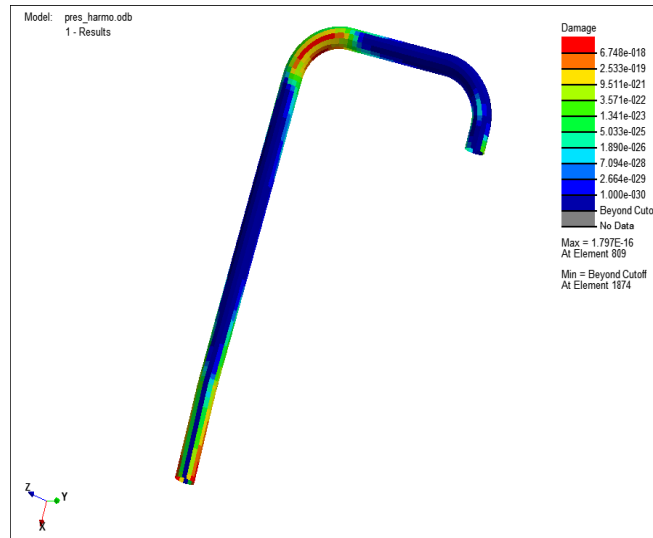 Model: pres_harmo.odb
1 - Results
Damage
6.748e-018
2.533e-019
9.511e-021
3.571e-022
1.341e-023
5.033e-025
1.890e-026
7.094e-028
2.664e-029
1.000e-030
Beyond Cuto
No Data
Max = 1.797E-16
At Element 809
Min = Beyond Cutoff
At Element 1874
Z
Y
X